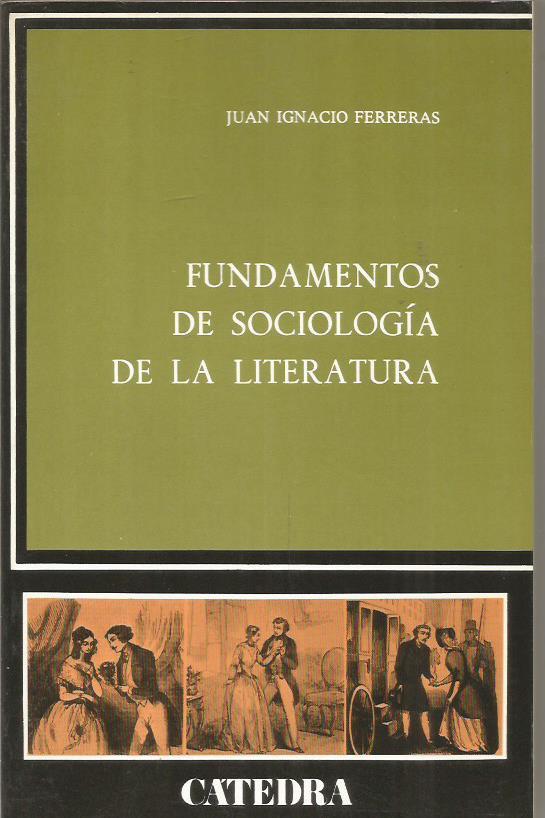 JUAN IGNACIO FERRERAS
FUNDAMENTOS
DE SOCIOLOGÍA
DE LA LITERATURA
CATEDRA